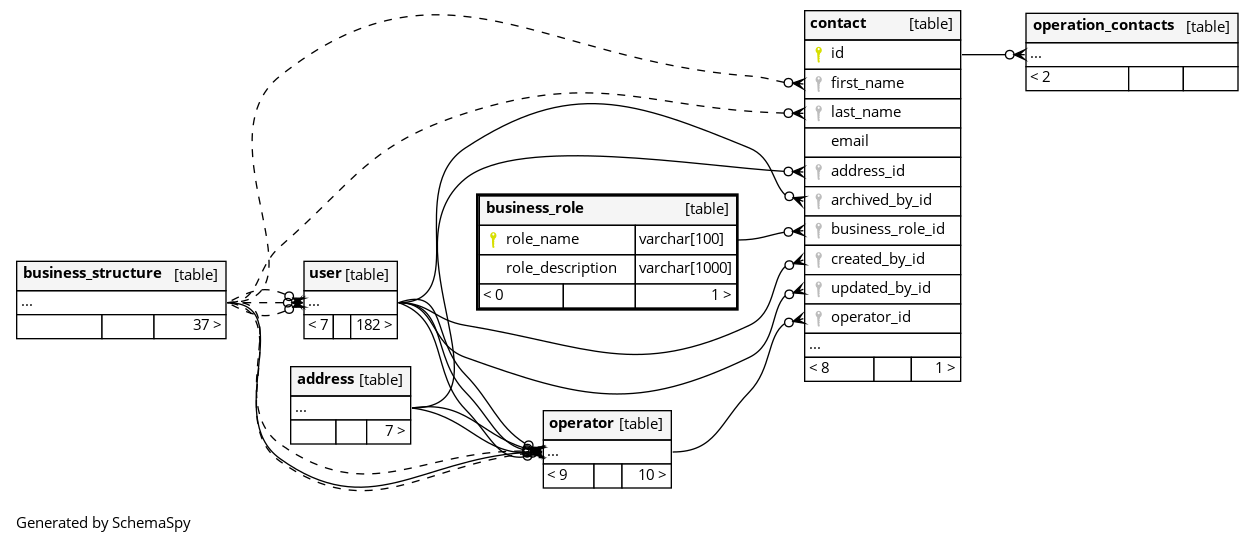 contact [table]
id
first_name
last_name
email
address_id
archived_by_id
business_role_id
created_by_id
updated_by_id
operator_id
...
< 8 1 >
operation_contacts [table]
...
< 2
business_role [table]
role_name varchar[100]
role_description varchar[1000]
< 0 1 >
business_structure [table]
...
37 >
user [table]
...
< 7 182 >
address [table]
...
7 >
operator [table]
...
< 9 10 >
Generated by SchemaSpy